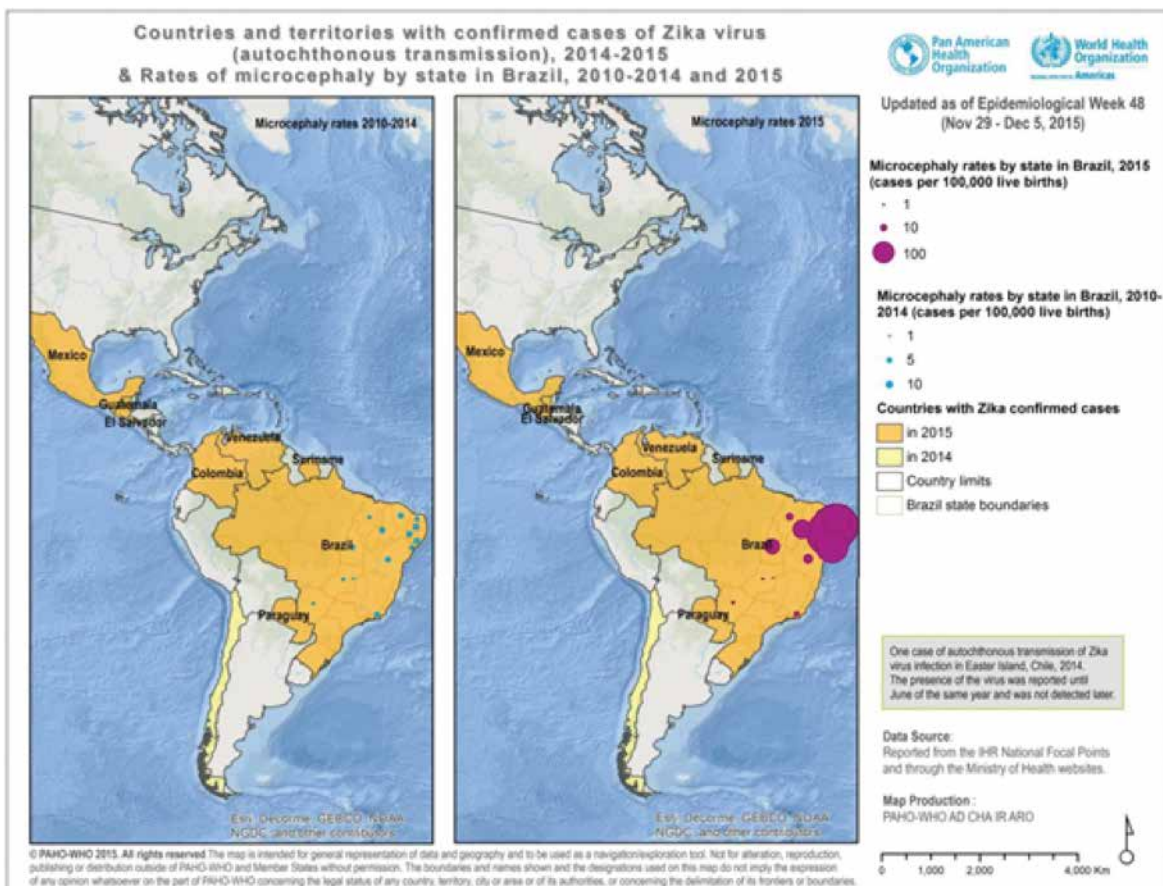 Countries and territories with confirmed cases of Zika virus
(autochthonous transmission), 2014-2015
& Rates of microcephaly by state in Brazil, 2010-2014 and 2015
Pan American
Health
Organization
World Health
Organization
Americas
Updated as of Epidemiological Week 48
(Nov 29 - Dec 5, 2015)
Microcephaly rates 2010-2014
Mexico
Guatemala
El Salvador
Venezuela
Suriname
Colombia
Brazil
Paraguay
Esri, Delorme, GEBCO, NOAA
NGDC, and other contributors
Microcephaly rates 2015
Mexico
Guatemala
El Salvador
Venezuela
Suriname
Colombia
Brazil
Paraguay
Esri, Delorme, GEBCO, NOAA
NGDC, and other contributors
Microcephaly rates by state in Brazil, 2015
(cases per 100,000 live births)
1
10
100
Microcephaly rates by state in Brazil, 2010-
2014 (cases per 100,000 live births)
1
5
10
Countries with Zika confirmed cases
in 2015
in 2014
Country limits
Brazil state boundaries
One case of autochthonous transmission of Zika
virus infection in Easter Island, Chile, 2014.
The presence of the virus was reported until
June of the same year and was not detected later.
Data Source:
Reported from the IHR National Focal Points
and through the Ministry of Health websites.
Map Production :
PAHO-WHO AD CHA IR ARO
0 1,000 2,000 4,000 Km
© PAHO-WHO 2015. All rights reserved The map is intended for general representation of data and geography and to be used as a navigation/exploration tool. Not for alteration, reproduction,
publishing or distribution outside of PAHO-WHO and Member States without permission. The boundaries and names shown and the designations used on this map do not imply the expression
of any opinion whatsoever on the part of PAHO-WHO concerning the legal status of any country, territory, city or area or of its authorities, or concerning the delimitation of its frontiers or boundaries.